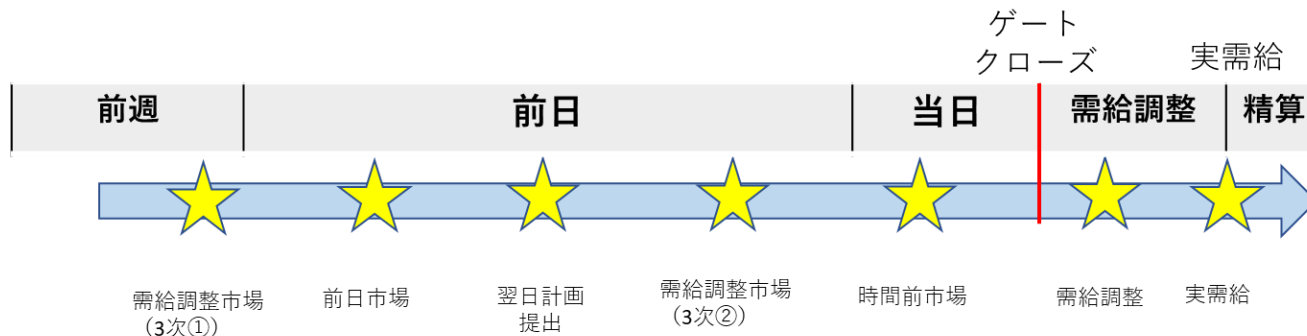 ゲート
クローズ
実需給
前週
前日
当日
需給調整
精算
需給調整市場
（3次①）
前日市場
翌日計画
提出
需給調整市場
（3次②）
時間前市場
需給調整
実需給